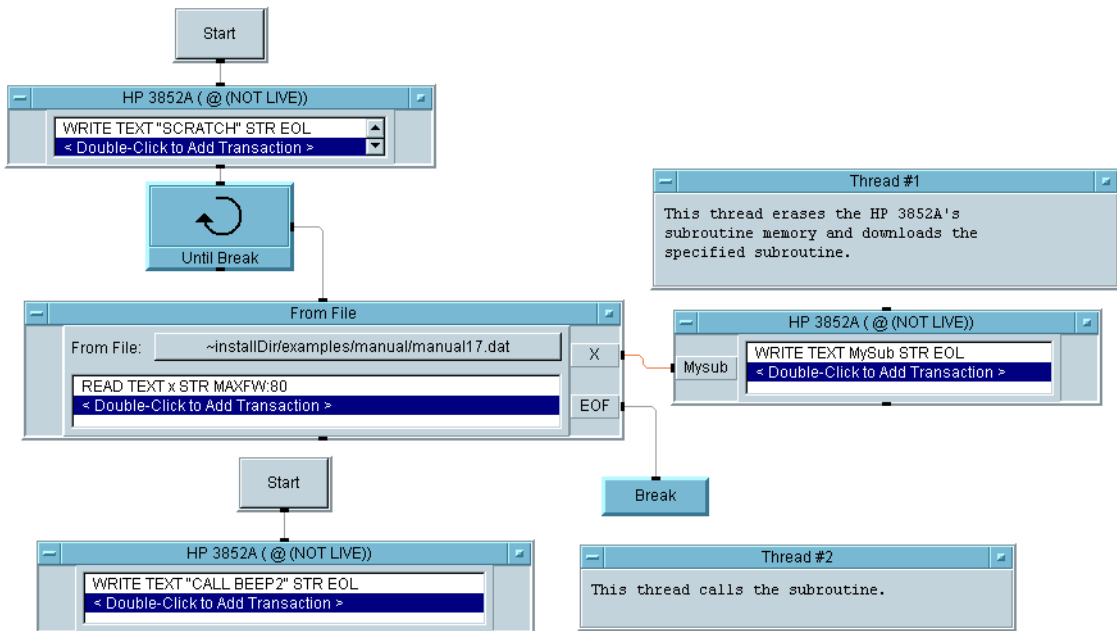 Start
HP 3852A ( @ (NOT LIVE))
WRITE TEXT "SCRATCH" STR EOL
< Double-Click to Add Transaction >
Until Break
Thread #1
This thread erases the HP 3852A's
subroutine memory and downloads the
specified subroutine.
From File
From File:
~installDir/examples/manual/manual17.dat
READ TEXT x STR MAXFW:80
< Double-Click to Add Transaction >
X
EOF
HP 3852A ( @ (NOT LIVE))
Mysub
WRITE TEXT MySub STR EOL
< Double-Click to Add Transaction >
Break
Start
HP 3852A ( @ (NOT LIVE))
WRITE TEXT "CALL BEEP2" STR EOL
< Double-Click to Add Transaction >
Thread #2
This thread calls the subroutine.